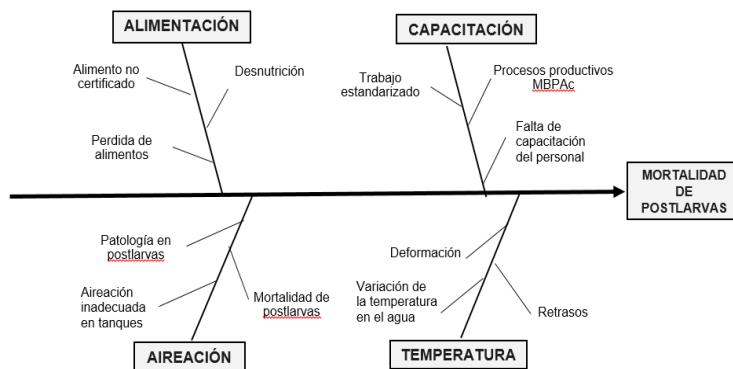 ALIMENTACIÓN
CAPACITACIÓN
Alimento no
certificado
Desnutrición
Perdida de
alimentos
Trabajo
estandarizado
Procesos productivos
MBPAc
Falta de
capacitación
del personal
MORTALIDAD
DE
POSTLARVAS
Patología en
postlarvas
Aireación
inadecuada
en tanques
Mortalidad de
postlarvas
Deformación
Variación de
la temperatura
en el agua
Retrasos
AIREACIÓN
TEMPERATURA